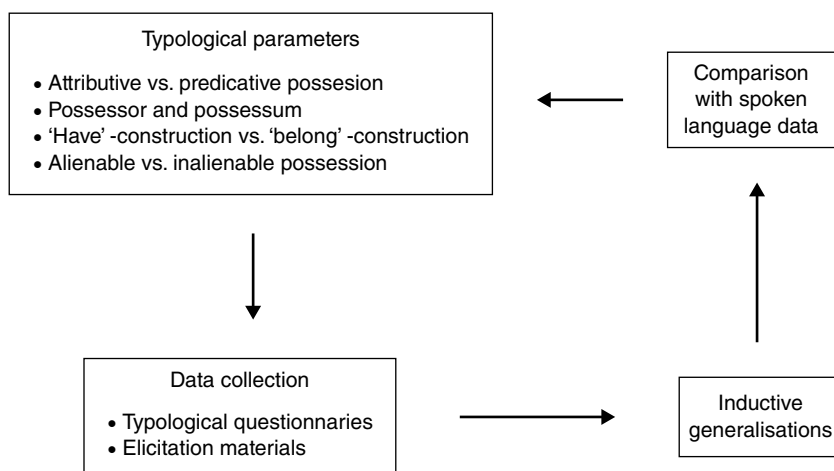 Typological parameters
• Attributive vs. predicative possesion
• Possessor and possessum
• ‘Have’ -construction vs. ‘belong’ -construction
• Alienable vs. inalienable possession
Comparison
with spoken
language data
Data collection
• Typological questionnaries
• Elicitation materials
Inductive
generalisations